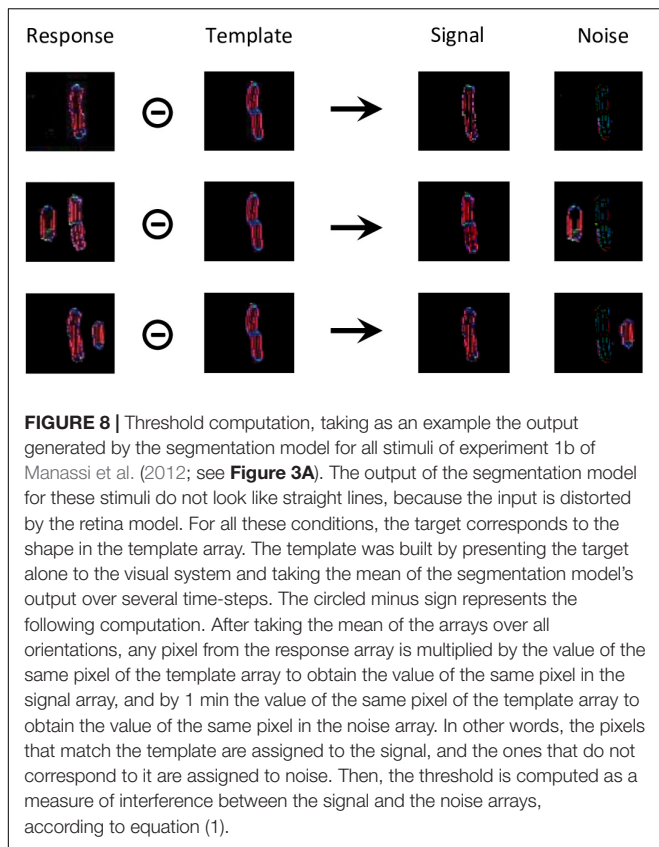 Response Template Signal Noise
FIGURE 8 | Threshold computation, taking as an example the output
generated by the segmentation model for all stimuli of experiment 1b of
Manassi et al. (2012; see Figure 3A). The output of the segmentation model
for these stimuli do not look like straight lines, because the input is distorted
by the retina model. For all these conditions, the target corresponds to the
shape in the template array. The template was built by presenting the target
alone to the visual system and taking the mean of the segmentation model's
output over several time-steps. The circled minus sign represents the
following computation. After taking the mean of the arrays over all
orientations, any pixel from the response array is multiplied by the value of the
same pixel of the template array to obtain the value of the same pixel in the
signal array, and by 1 min the value of the same pixel of the template array to
obtain the value of the same pixel in the noise array. In other words, the pixels
that match the template are assigned to the signal, and the ones that do not
correspond to it are assigned to noise. Then, the threshold is computed as a
measure of interference between the signal and the noise arrays,
according to equation (1).